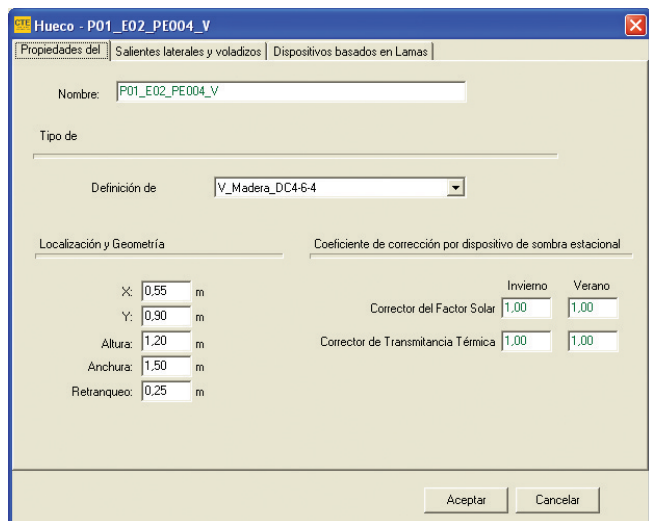 CTE Hueco - P01_E02_PE004_V
Propiedades del Salientes laterales y voladizos Dispositivos basados en Lamas
Nombre: P01_E02_PE004_V
Tipo de
Definición de V_Madera_DC4-6-4
Localización y Geometría Coeficiente de corrección por dispositivo de sombra estacional
Invierno Verano
X: 0,55 m
Corrector del Factor Solar 1,00 1,00
Y: 0,90 m
Altura: 1,20 m
Corrector de Transmitancia Térmica 1,00 1,00
Anchura: 1,50 m
Retranqueo: 0,25 m
Aceptar Cancelar